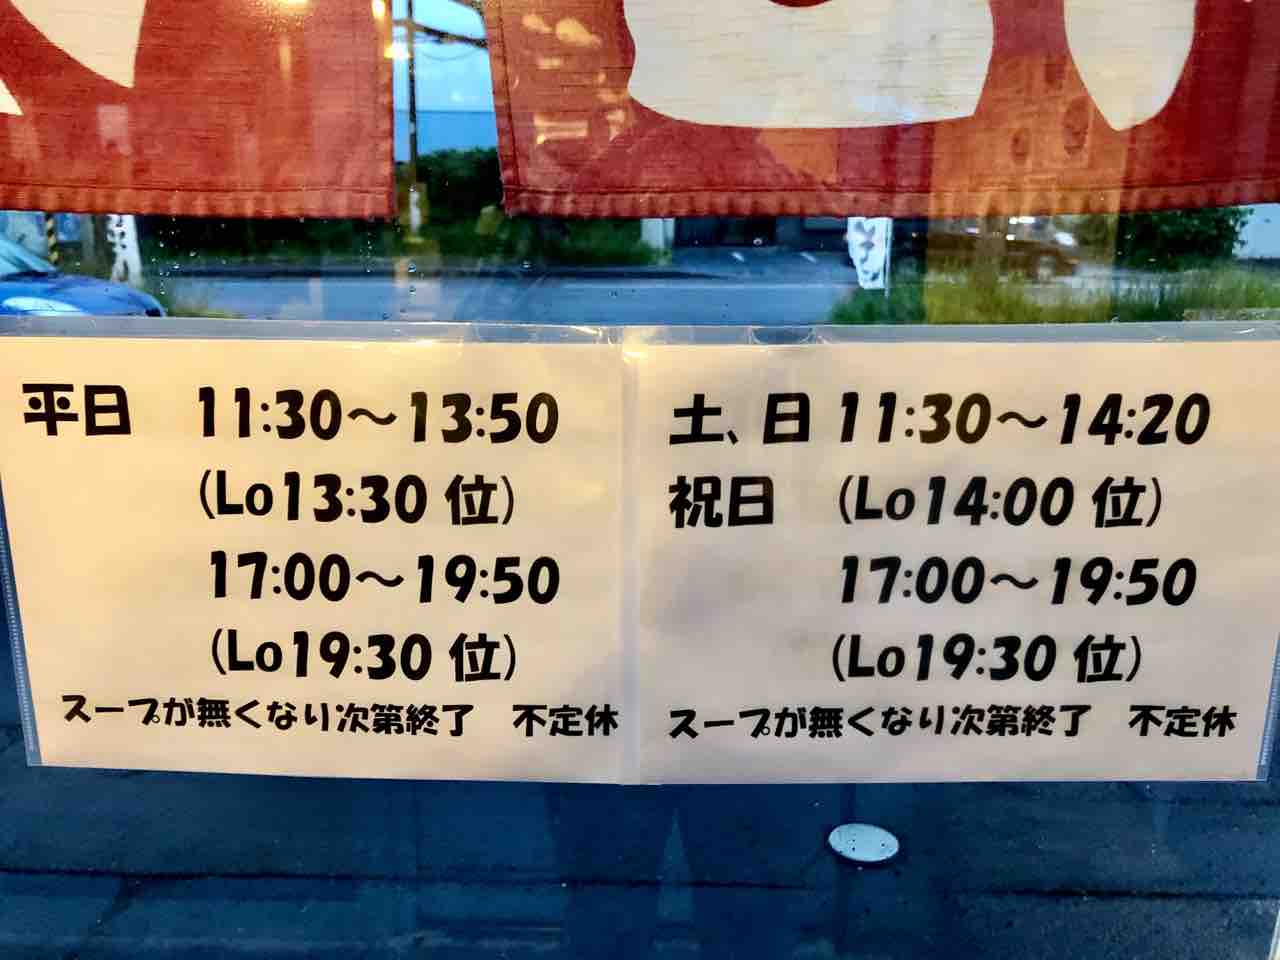 平日 11:30〜13:50
(Lo13:30 位)
17:00〜19:50
(Lo19:30 位)
スープが無くなり次第終了 不定休
土、日 11:30〜14:20
祝日 (Lo14:00 位)
17:00〜19:50
(Lo19:30 位)
スープが無くなり次第終了 不定休